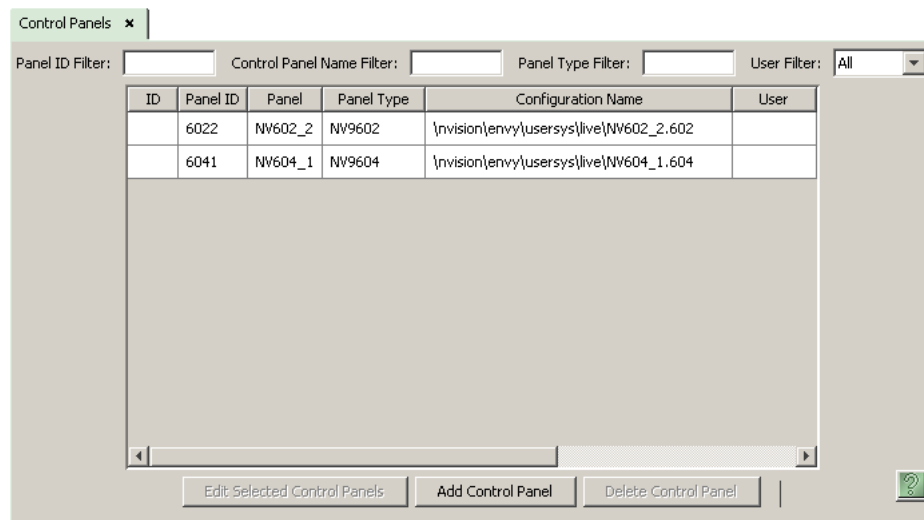 Control Panels ×
Panel ID Filter: Control Panel Name Filter: Panel Type Filter: User Filter: All
ID Panel ID Panel Panel Type Configuration Name User
6022 NV602_2 NV9602 \nvision\envy\usersys\live\NV602_2.602
6041 NV604_1 NV9604 \nvision\envy\usersys\live\NV604_1.604
Edit Selected Control Panels Add Control Panel Delete Control Panel ?